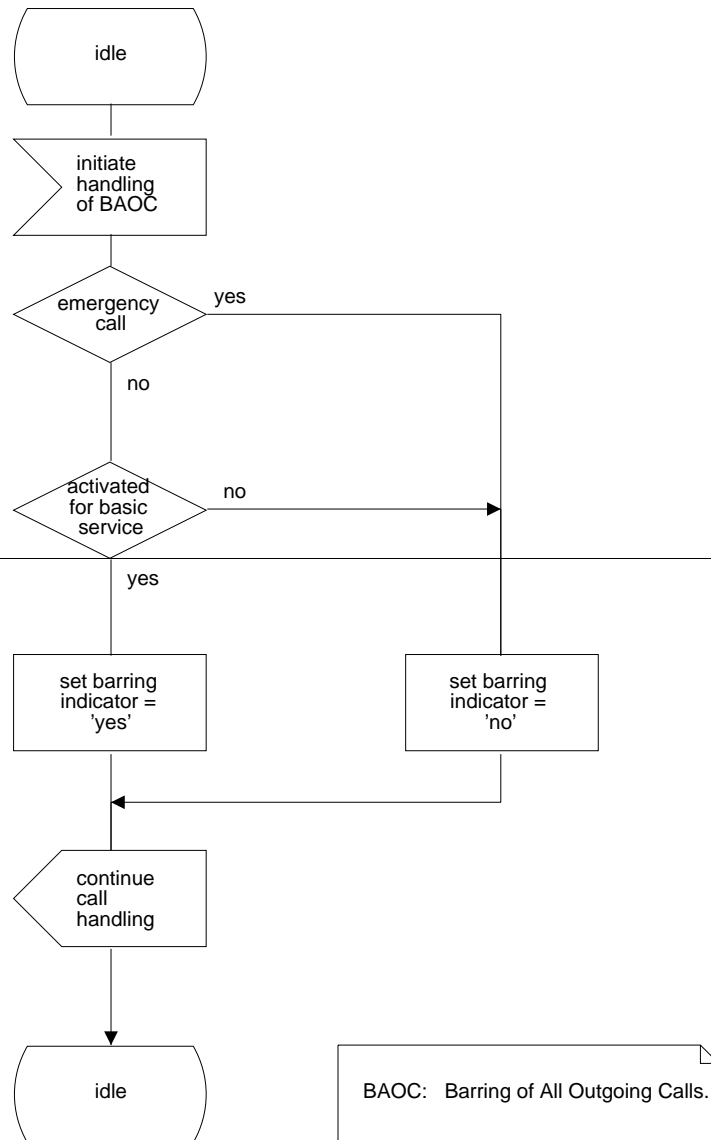 idle
initiate
handling
of BAOC
emergency
call
yes
no
activated
for basic
service
no
yes
set barring
indicator =
'yes'
set barring
indicator =
'no'
continue
call
handling
idle
BAOC: Barring of All Outgoing Calls.